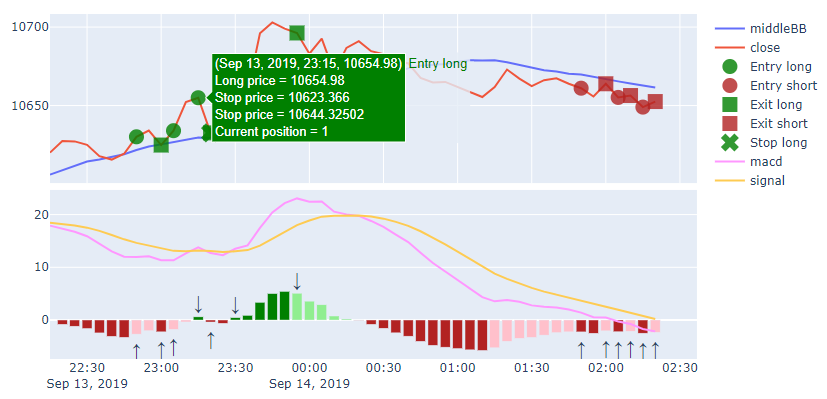 10700
10650
(Sep 13, 2019, 23:15, 10654.98) Entry long
Long price = 10654.98
Stop price = 10623.366
Stop price = 10644.32502
Current position = 1
middleBB
close
Entry long
Entry short
Exit long
Exit short
Stop long
macd
signal
20
10
0
22:30 23:00 23:30 00:00 00:30 01:00 01:30 02:00 02:30
Sep 13, 2019 Sep 14, 2019